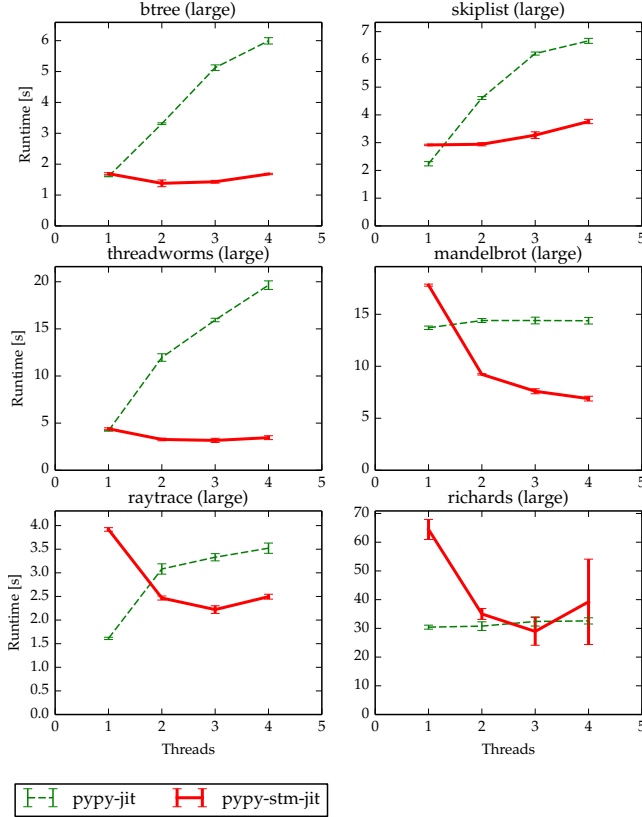 btree (large)
skiplist (large)
Runtime [s]
0 1 2 3 4 5 6
0 1 2 3 4 5
0 1 2 3 4 5 6 7
0 1 2 3 4 5
threadworms (large)
mandelbrot (large)
Runtime [s]
0 5 10 15 20
0 1 2 3 4 5
0 5 10 15
0 1 2 3 4 5
raytrace (large)
richards (large)
Runtime [s]
0.0 0.5 1.0 1.5 2.0 2.5 3.0 3.5 4.0
0 1 2 3 4 5
0 10 20 30 40 50 60 70
0 1 2 3 4 5
Threads
Threads
pypy-jit
pypy-stm-jit